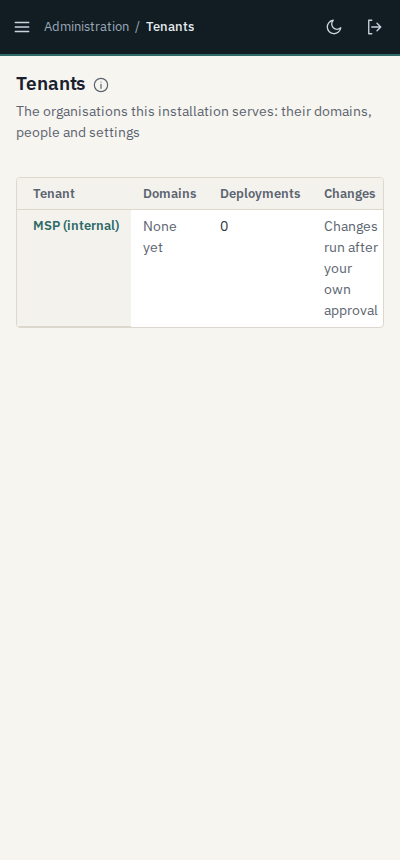 Administration / Tenants
Tenants
The organisations this installation serves: their domains,
people and settings
Tenant Domains Deployments Changes
MSP (internal) None yet 0 Changes run after your own approval